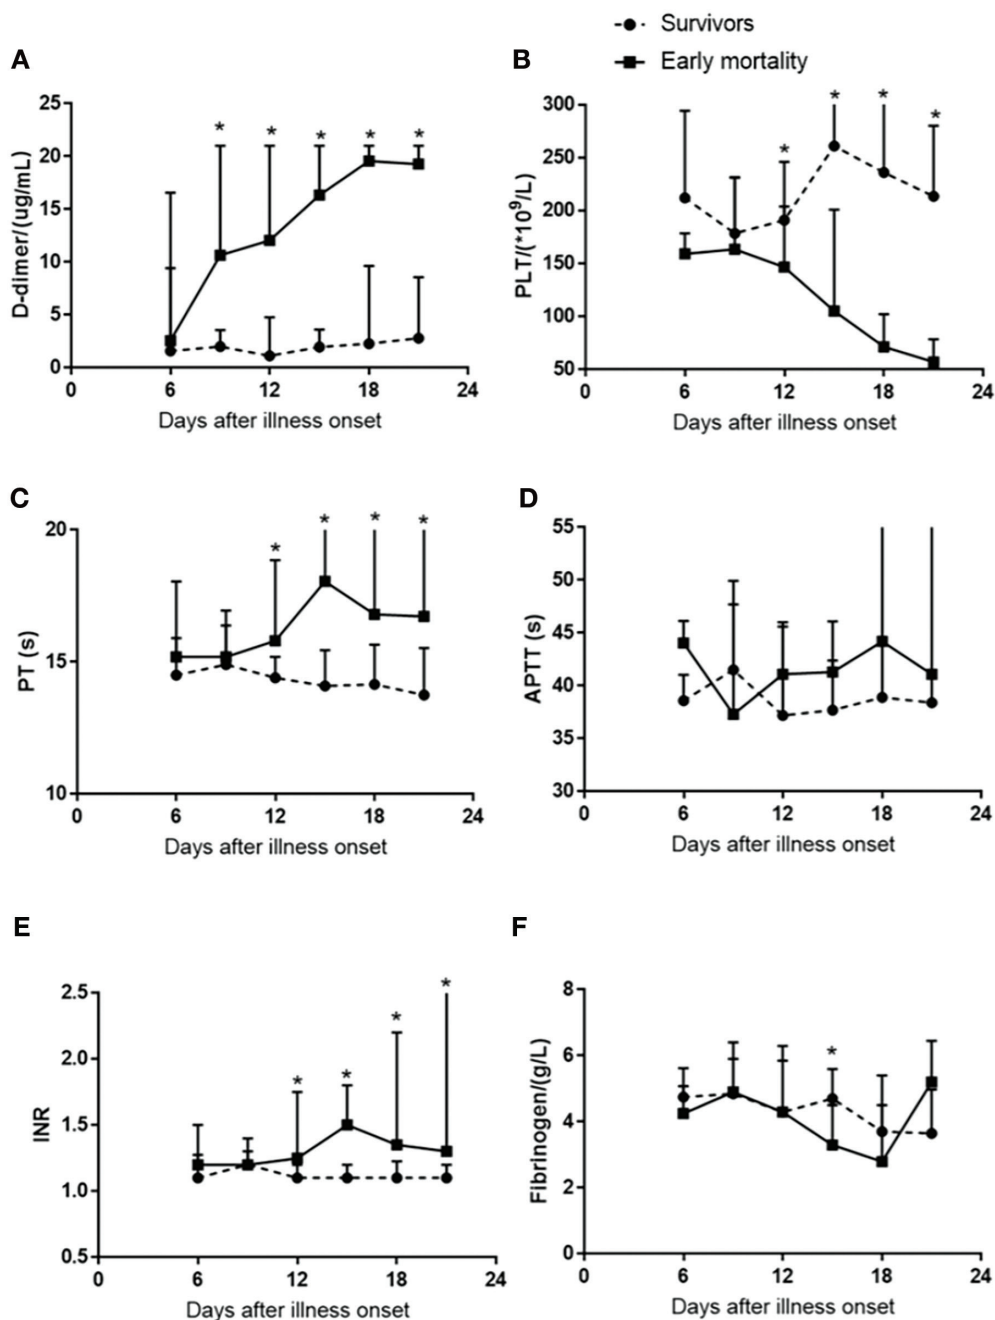 Survivors
Early mortality
A
B
25
20
15
10
5
0
D-dimer/(ug/mL)
* * * * *
0 6 12 18 24
Days after illness onset
300
250
200
150
100
50
PLT/(*10⁹/L)
* * * *
0 6 12 18 24
Days after illness onset
C
D
20
15
10
PT (s)
* * * *
0 6 12 18 24
Days after illness onset
55
50
45
40
35
30
APTT (s)
0 6 12 18 24
Days after illness onset
E
F
2.5
2.0
1.5
1.0
0.5
INR
* * * *
0 6 12 18 24
Days after illness onset
8
6
4
2
0
Fibrinogen/(g/L)
*
0 6 12 18 24
Days after illness onset